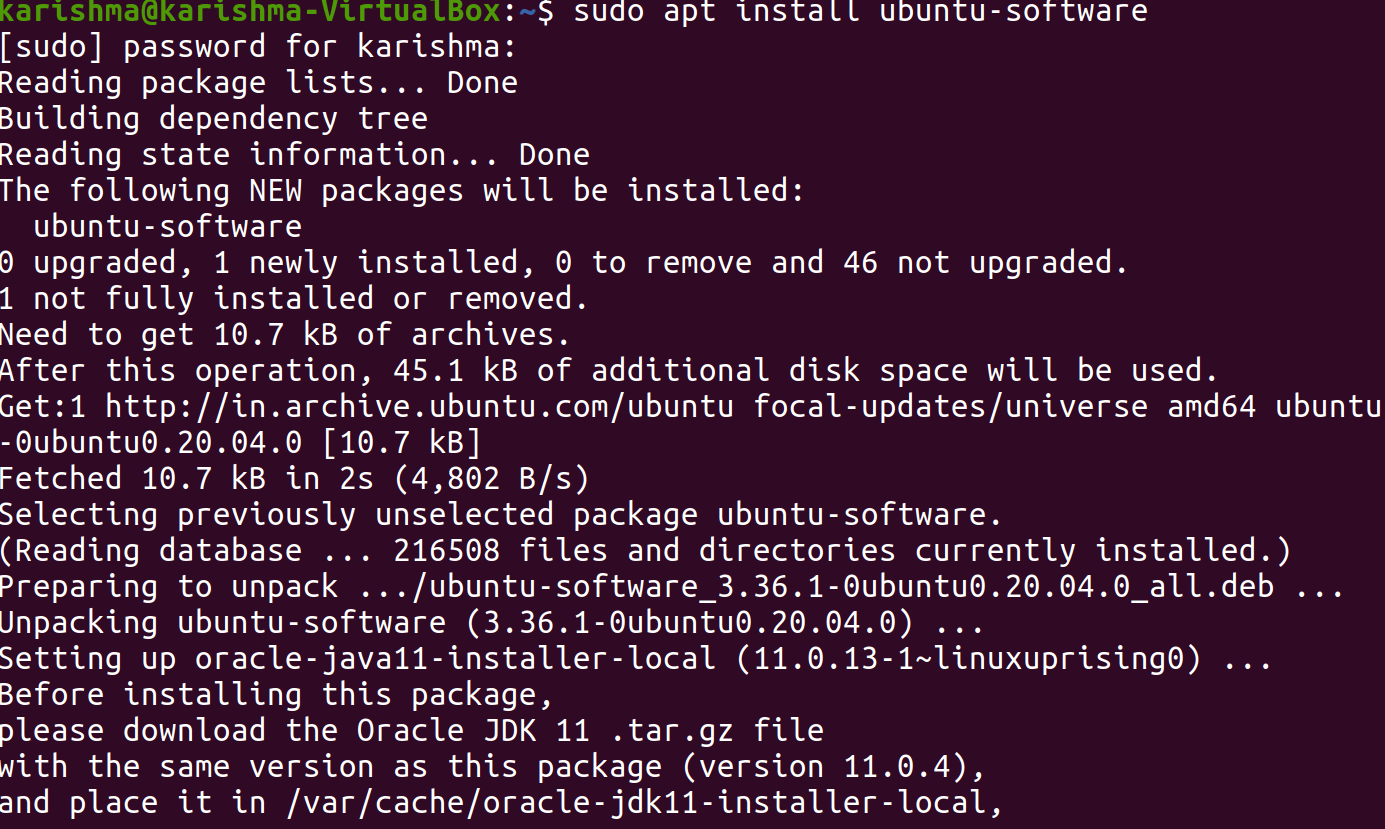 karishma@karishma-VirtualBox:~$ sudo apt install ubuntu-software
[sudo] password for karishma:
Reading package lists... Done
Building dependency tree
Reading state information... Done
The following NEW packages will be installed:
  ubuntu-software
0 upgraded, 1 newly installed, 0 to remove and 46 not upgraded.
1 not fully installed or removed.
Need to get 10.7 kB of archives.
After this operation, 45.1 kB of additional disk space will be used.
Get:1 http://in.archive.ubuntu.com/ubuntu focal-updates/universe amd64 ubuntu
-0ubuntu0.20.04.0 [10.7 kB]
Fetched 10.7 kB in 2s (4,802 B/s)
Selecting previously unselected package ubuntu-software.
(Reading database ... 216508 files and directories currently installed.)
Preparing to unpack .../ubuntu-software_3.36.1-0ubuntu0.20.04.0_all.deb ...
Unpacking ubuntu-software (3.36.1-0ubuntu0.20.04.0) ...
Setting up oracle-java11-installer-local (11.0.13-1~linuxuprising0) ...
Before installing this package,
please download the Oracle JDK 11 .tar.gz file
with the same version as this package (version 11.0.4),
and place it in /var/cache/oracle-jdk11-installer-local,